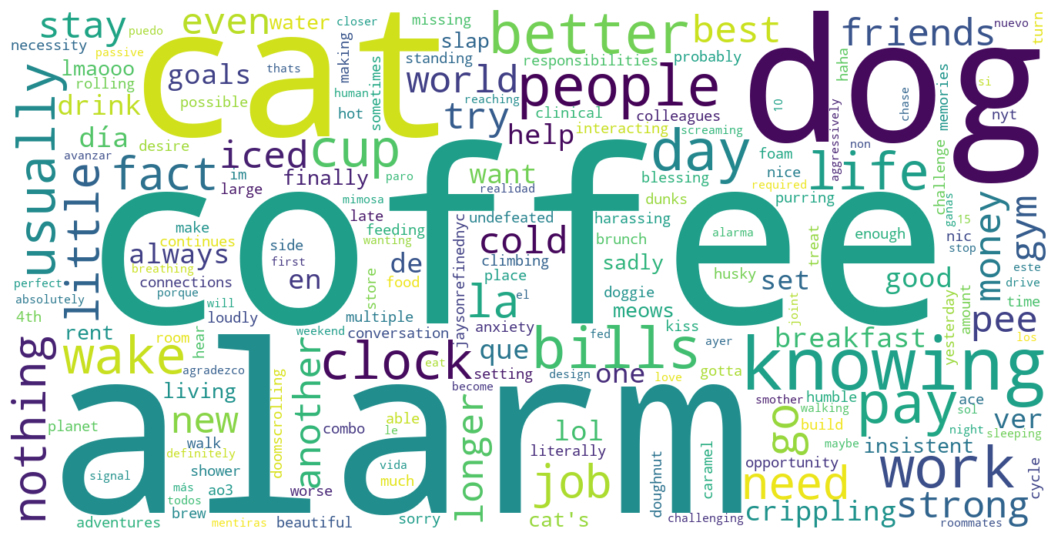 coffee
alarm
dog
cat
knowing
better
people
bills
clock
work
day
life
pay
job
wake
need
usually
nothing
little
fact
iced
cup
cold
la
try
world
best
friends
stay
even
drink
goals
lmaooo
día
slap
water
help
want
always
en
de
finally
sadly
set
good
money
gym
pee
go
new
another
longer
lol
que
one
strong
crippling
ver
insistent
breakfast
meows
living
rent
cat's
necessity
passive
puedo
closer
missing
rolling
thats
possible
making
human
hot
sometimes
standing
reaching
responsibilities
clinical
interacting
colleagues
screaming
probably
haha
10
aggressively
chase
memories
nuevo
si
nyt
turn
avanzar
desire
im
large
paro
mimosa
late
feeding
realidad
wanting
blessing
foam
nice
required
purring
non
challenge
ganas
15
stop
este
drive
nic
time
los
make
continues
breathing
connections
porque
side
first
undefeated
climbing
place
el
jaysonrefinednyc
dunks
harassing
brunch
doggie
alarma
husky
treat
enough
joint
yesterday
amount
perfect
absolutely
4th
loudly
will
room
hear
agradezco
multiple
weekend
store
food
conversation
anxiety
setting
eat
become
fed
design
kiss
ayer
love
gotta
smother
walking
humble
build
maybe
ace
sol
night
sleeping
cycle
roommates
planet
signal
walk
definitely
shower
más
todos
ao3
brew
mentiras
adventures
doomscrolling
worse
beautiful
combo
able
le
vida
much
sorry
literally
doughnut
caramel
challenging
opportunity